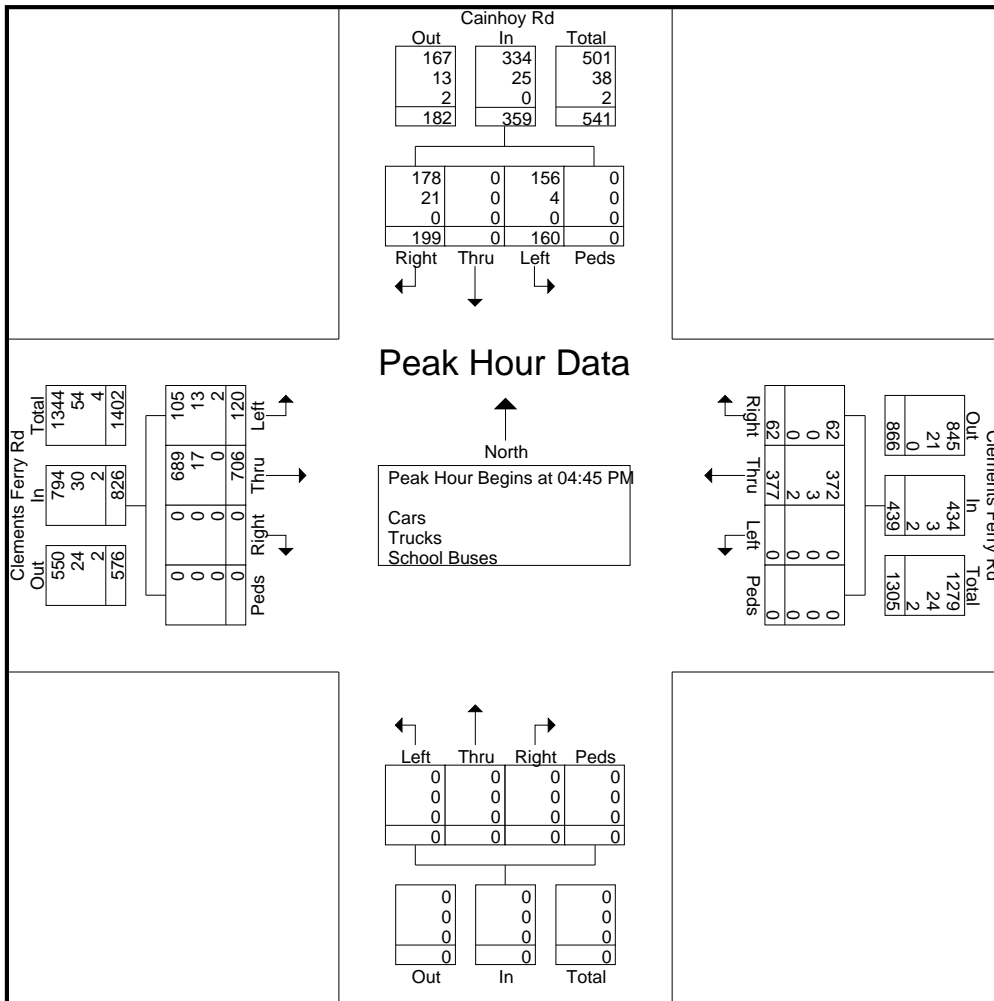 Cainhoy Rd
Out In Total
167 334 501
13 25 38
2 0 2
182 359 541
178 0 156 0
21 0 4 0
0 0 0 0
199 0 160 0
Right Thru Left Peds
Peak Hour Data
North
Peak Hour Begins at 04:45 PM
Cars
Trucks
School Buses
Clements Ferry Rd
Total In Out
1344 794 550
54 30 24
4 2 2
1402 826 576
105 689 0 0
13 17 0 0
2 0 0 0
120 706 0 0
Left Thru Right Peds
Clements Ferry Rd
Out In Total
845 434 1279
21 3 24
0 2 2
866 439 1305
62 372 0 0
0 3 0 0
0 2 0 0
62 377 0 0
Right Thru Left Peds
Left Thru Right Peds
0 0 0 0
0 0 0 0
0 0 0 0
0 0 0 0
0 0 0
0 0 0
0 0 0
0 0 0
Out In Total